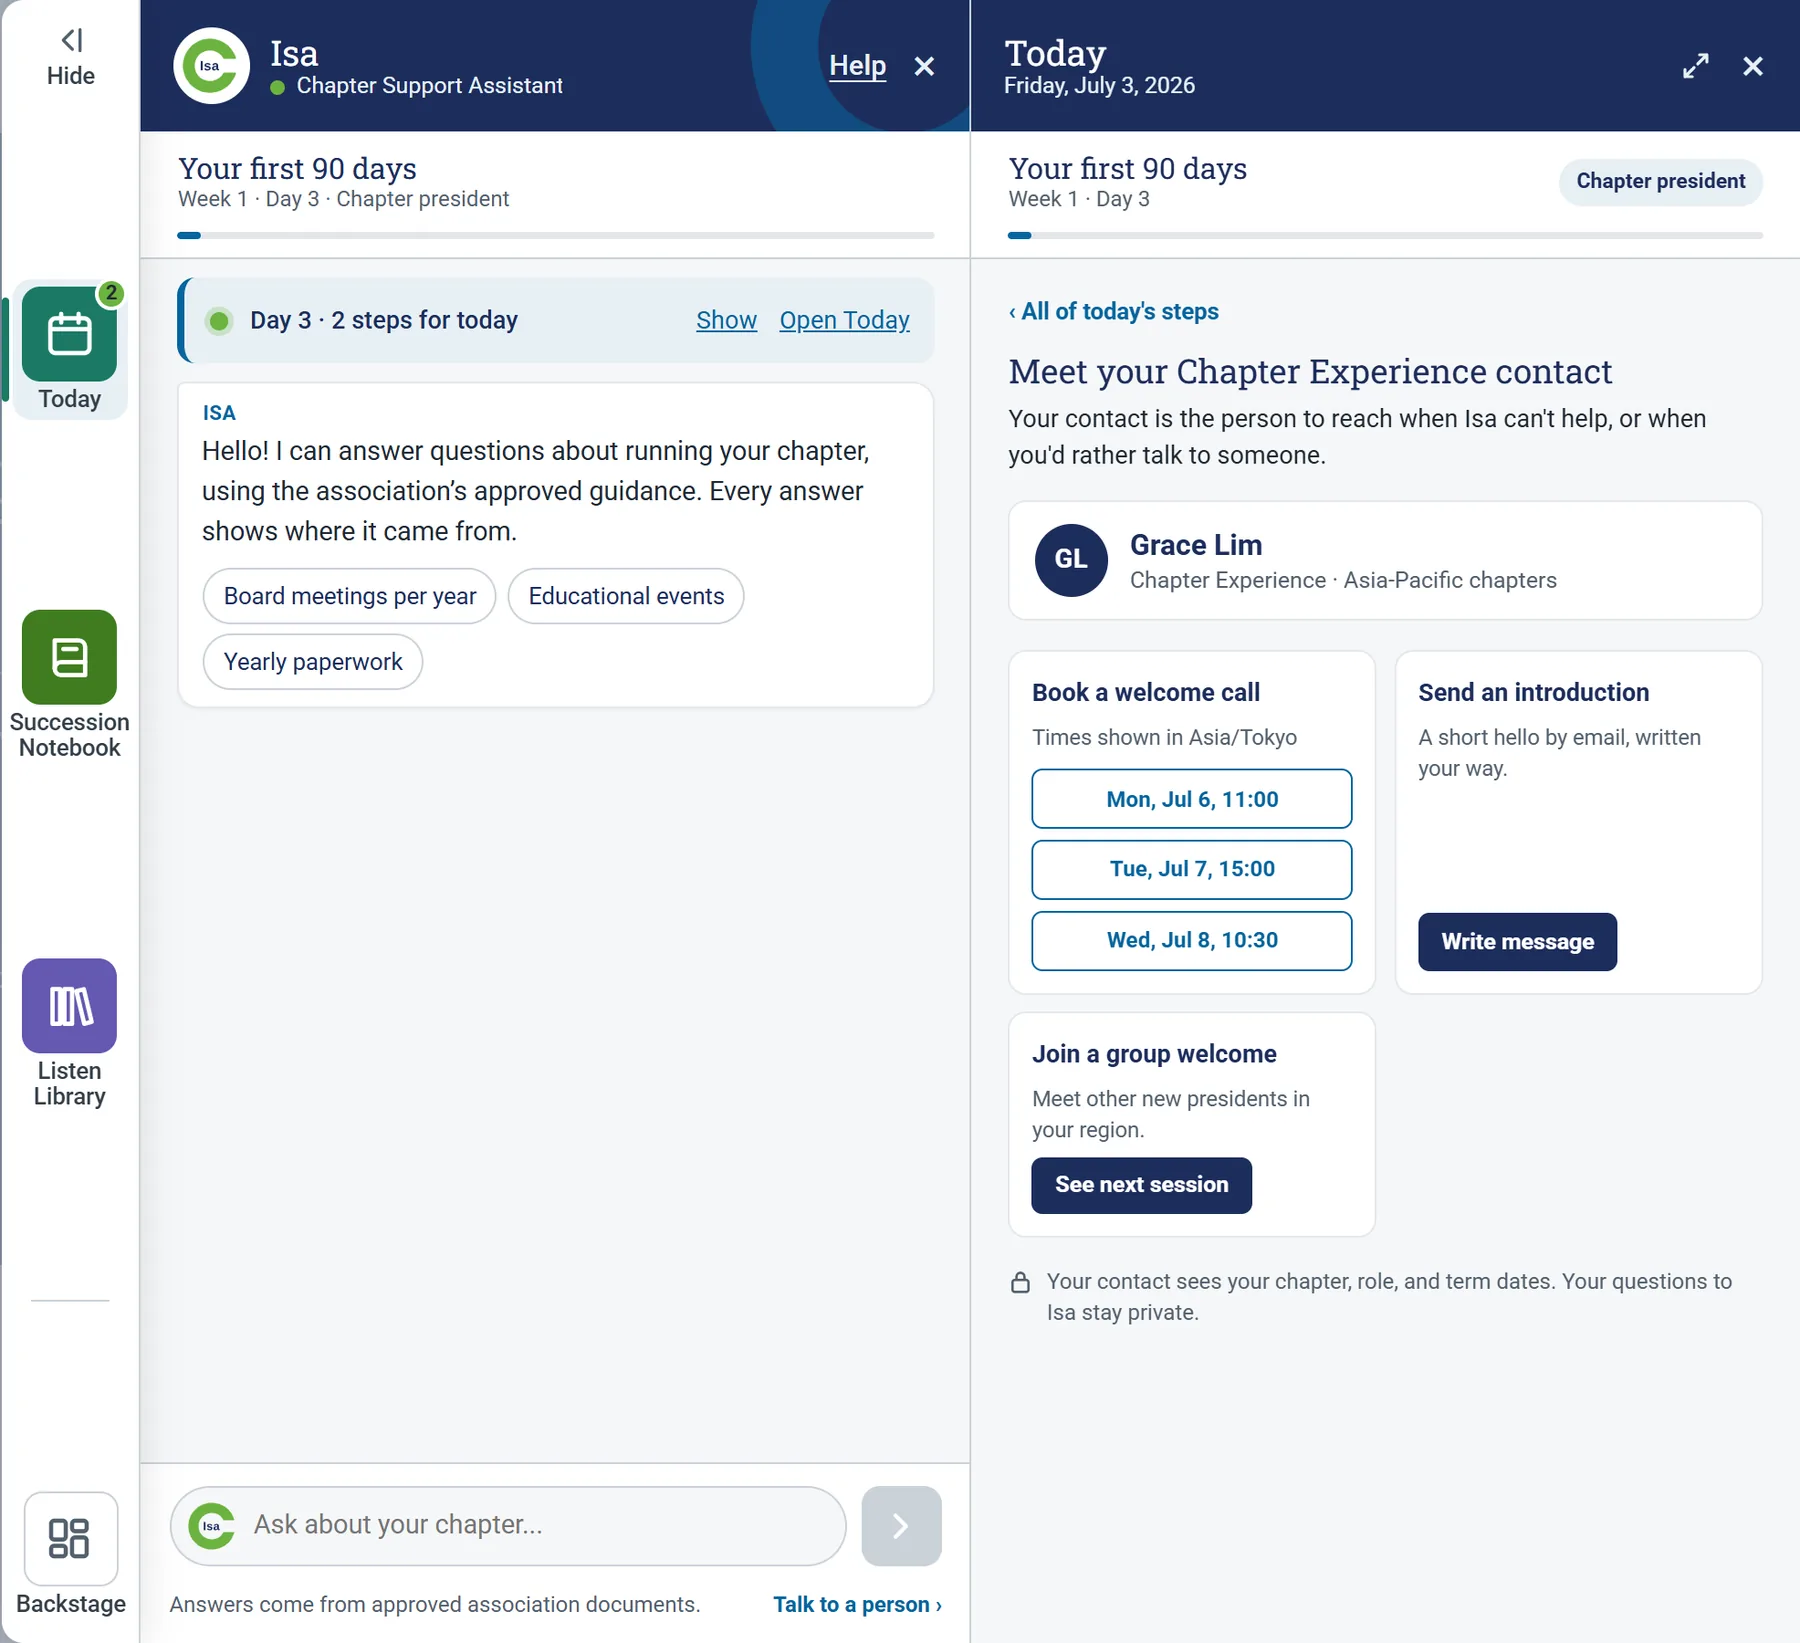 Hide
2
Today
Succession
Notebook
Listen
Library
Backstage
Isa
Isa
Chapter Support Assistant
Help
Your first 90 days
Week 1 · Day 3 · Chapter president
Day 3 · 2 steps for today
Show
Open Today
ISA
Hello! I can answer questions about running your chapter,
using the association’s approved guidance. Every answer
shows where it came from.
Board meetings per year
Educational events
Yearly paperwork
Isa
Ask about your chapter...
Answers come from approved association documents.
Talk to a person ›
Today
Friday, July 3, 2026
Your first 90 days
Week 1 · Day 3
Chapter president
‹ All of today's steps
Meet your Chapter Experience contact
Your contact is the person to reach when Isa can't help, or when
you'd rather talk to someone.
GL
Grace Lim
Chapter Experience · Asia-Pacific chapters
Book a welcome call
Times shown in Asia/Tokyo
Mon, Jul 6, 11:00
Tue, Jul 7, 15:00
Wed, Jul 8, 10:30
Send an introduction
A short hello by email, written
your way.
Write message
Join a group welcome
Meet other new presidents in
your region.
See next session
Your contact sees your chapter, role, and term dates. Your questions to
Isa stay private.